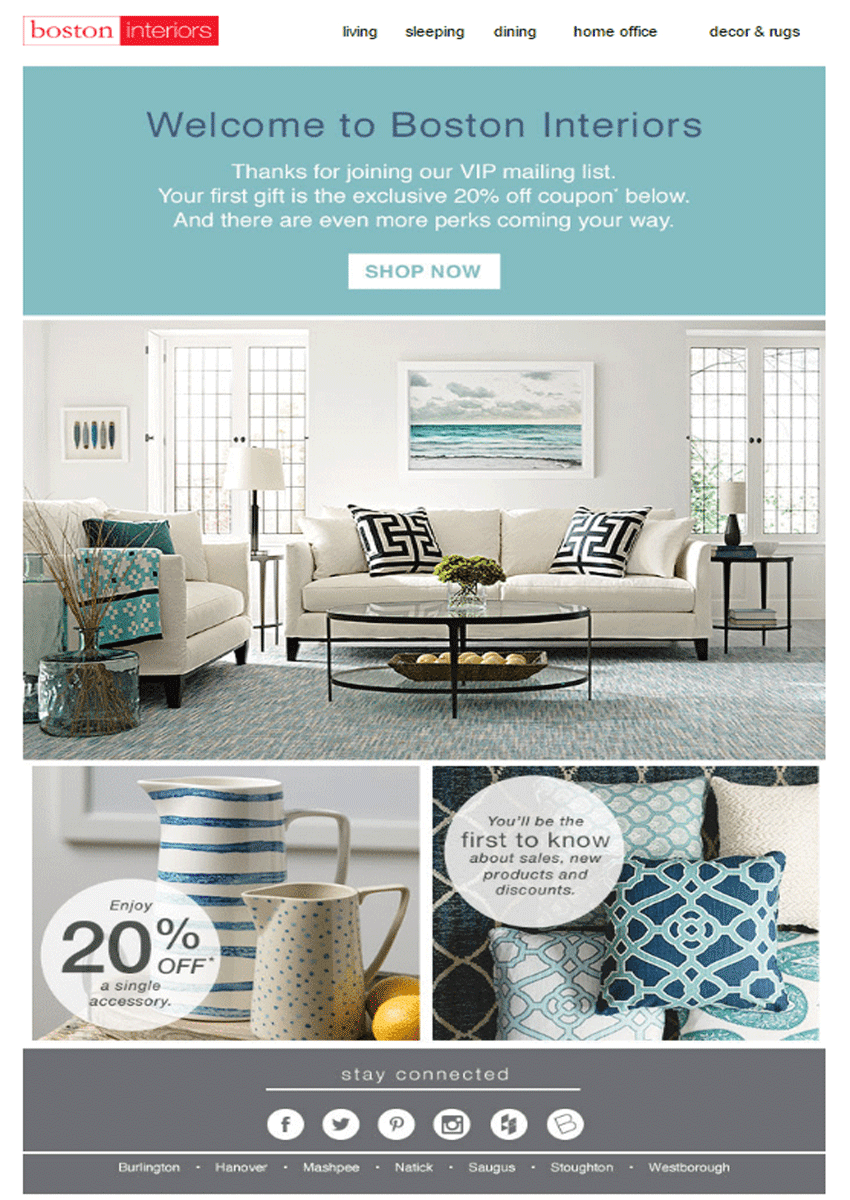 boston interiors
living sleeping dining home office decor & rugs
Welcome to Boston Interiors
Thanks for joining our VIP mailing list.
Your first gift is the exclusive 20% off coupon* below.
And there are even more perks coming your way.
SHOP NOW
Enjoy
20% OFF*
a single
accessory.
You'll be the
first to know
about sales, new
products and
discounts.
stay connected
Burlington · Hanover · Mashpee · Natick · Saugus · Stoughton · Westborough